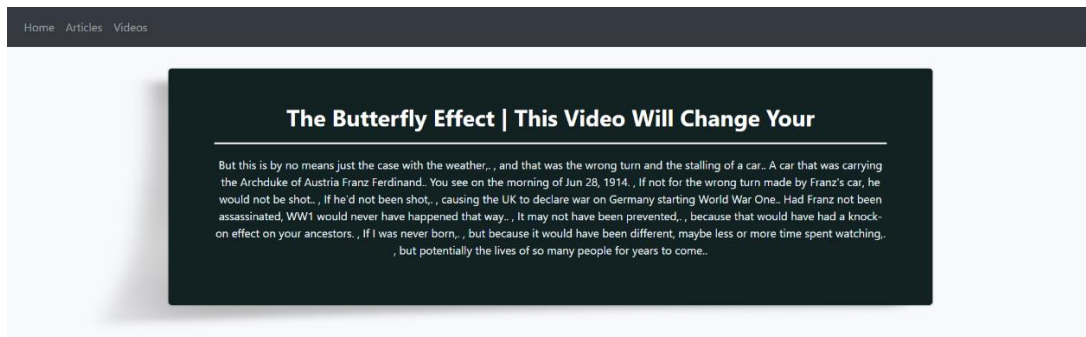 Home Articles Videos
The Butterfly Effect | This Video Will Change Your
But this is by no means just the case with the weather,. , and that was the wrong turn and the stalling of a car.. A car that was carrying
the Archduke of Austria Franz Ferdinand.. You see on the morning of Jun 28, 1914. , If not for the wrong turn made by Franz's car, he
would not be shot.. , If he'd not been shot,. , causing the UK to declare war on Germany starting World War One.. Had Franz not been
assassinated, WW1 would never have happened that way.. , It may not have been prevented,. , because that would have had a knock-
on effect on your ancestors. , If I was never born,. , but because it would have been different, maybe less or more time spent watching,.
, but potentially the lives of so many people for years to come..